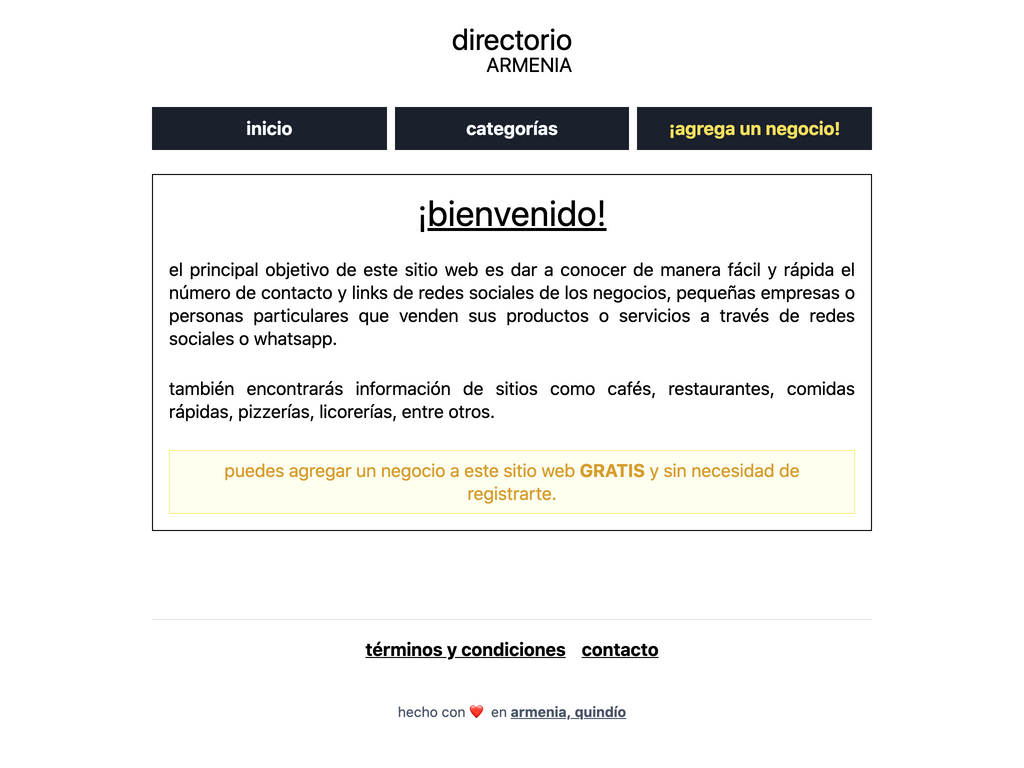 directorio
ARMENIA
inicio
categorías
¡agrega un negocio!
¡bienvenido!
el principal objetivo de este sitio web es dar a conocer de manera fácil y rápida el
número de contacto y links de redes sociales de los negocios, pequeñas empresas o
personas particulares que venden sus productos o servicios a través de redes
sociales o whatsapp.
también encontrarás información de sitios como cafés, restaurantes, comidas
rápidas, pizzerías, licorerías, entre otros.
puedes agregar un negocio a este sitio web GRATIS y sin necesidad de
registrarte.
términos y condiciones contacto
hecho con ❤️ en armenia, quindío